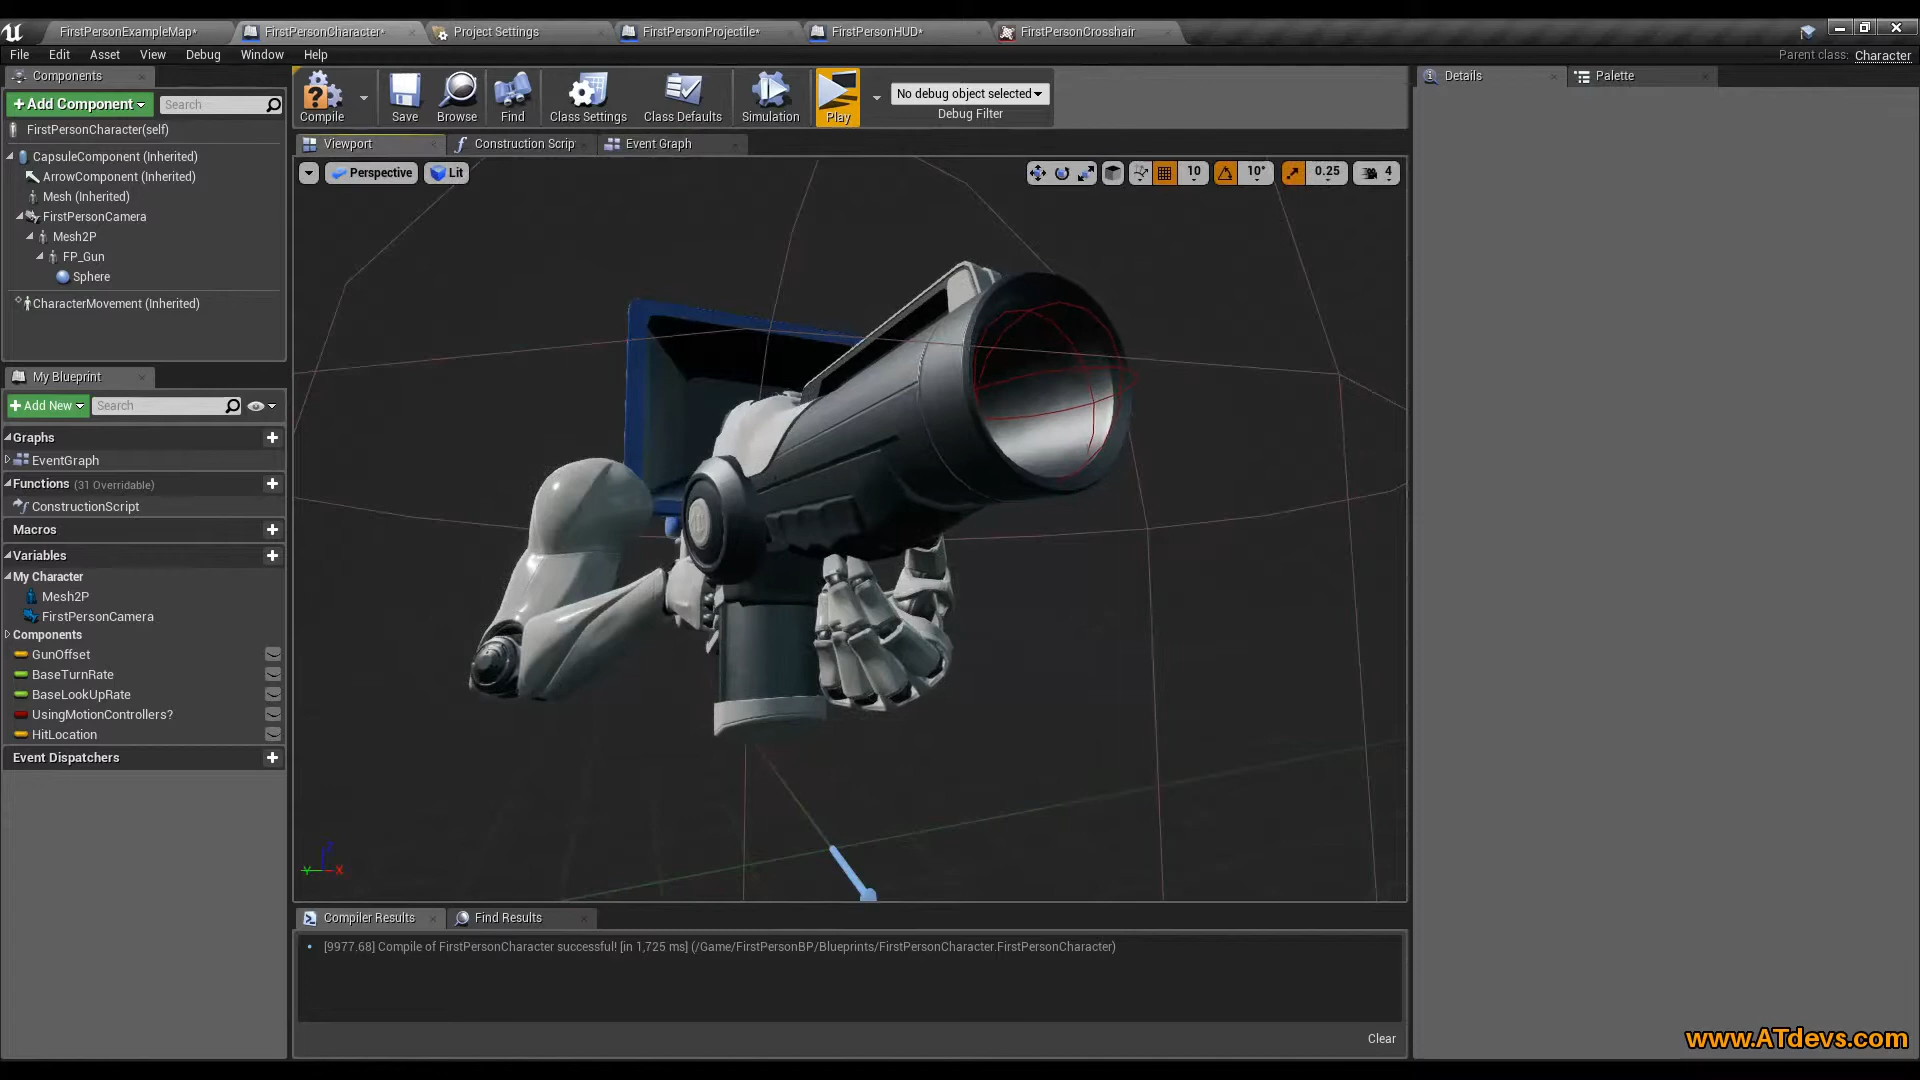 FirstPersonExampleMap*
FirstPersonCharacter*
Project Settings
FirstPersonProjectile*
FirstPersonHUD*
FirstPersonCrosshair
File Edit Asset View Debug Window Help
Parent class: Character
Components
+Add Component
Search
FirstPersonCharacter(self)
CapsuleComponent (Inherited)
ArrowComponent (Inherited)
Mesh (Inherited)
FirstPersonCamera
Mesh2P
FP_Gun
Sphere
CharacterMovement (Inherited)
Compile
Save
Browse
Find
Class Settings
Class Defaults
Simulation
Play
No debug object selected
Debug Filter
Viewport
Construction Scrip
Event Graph
Perspective
Lit
10
10°
0.25
4
Details
Palette
My Blueprint
+Add New
Search
Graphs
EventGraph
Functions (31 Overridable)
ConstructionScript
Macros
Variables
My Character
Mesh2P
FirstPersonCamera
Components
GunOffset
BaseTurnRate
BaseLookUpRate
UsingMotionControllers?
HitLocation
Event Dispatchers
Z
Y
X
Compiler Results
Find Results
[9977.68] Compile of FirstPersonCharacter successful! [in 1,725 ms] (/Game/FirstPersonBP/Blueprints/FirstPersonCharacter.FirstPersonCharacter)
Clear
www.ATdevs.com